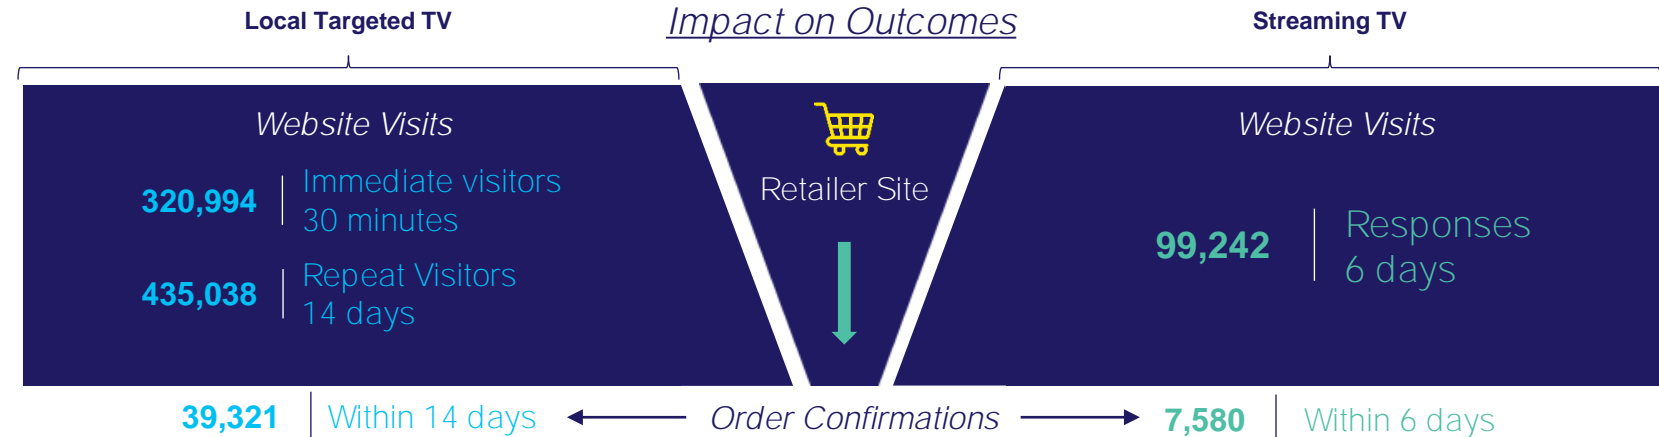 Local Targeted TV
Impact on Outcomes
Streaming TV
Website Visits
320,994
Immediate visitors
30 minutes
435,038
Repeat Visitors
14 days
Retailer Site
Website Visits
99,242
Responses
6 days
39,321
Within 14 days
Order Confirmations
7,580
Within 6 days